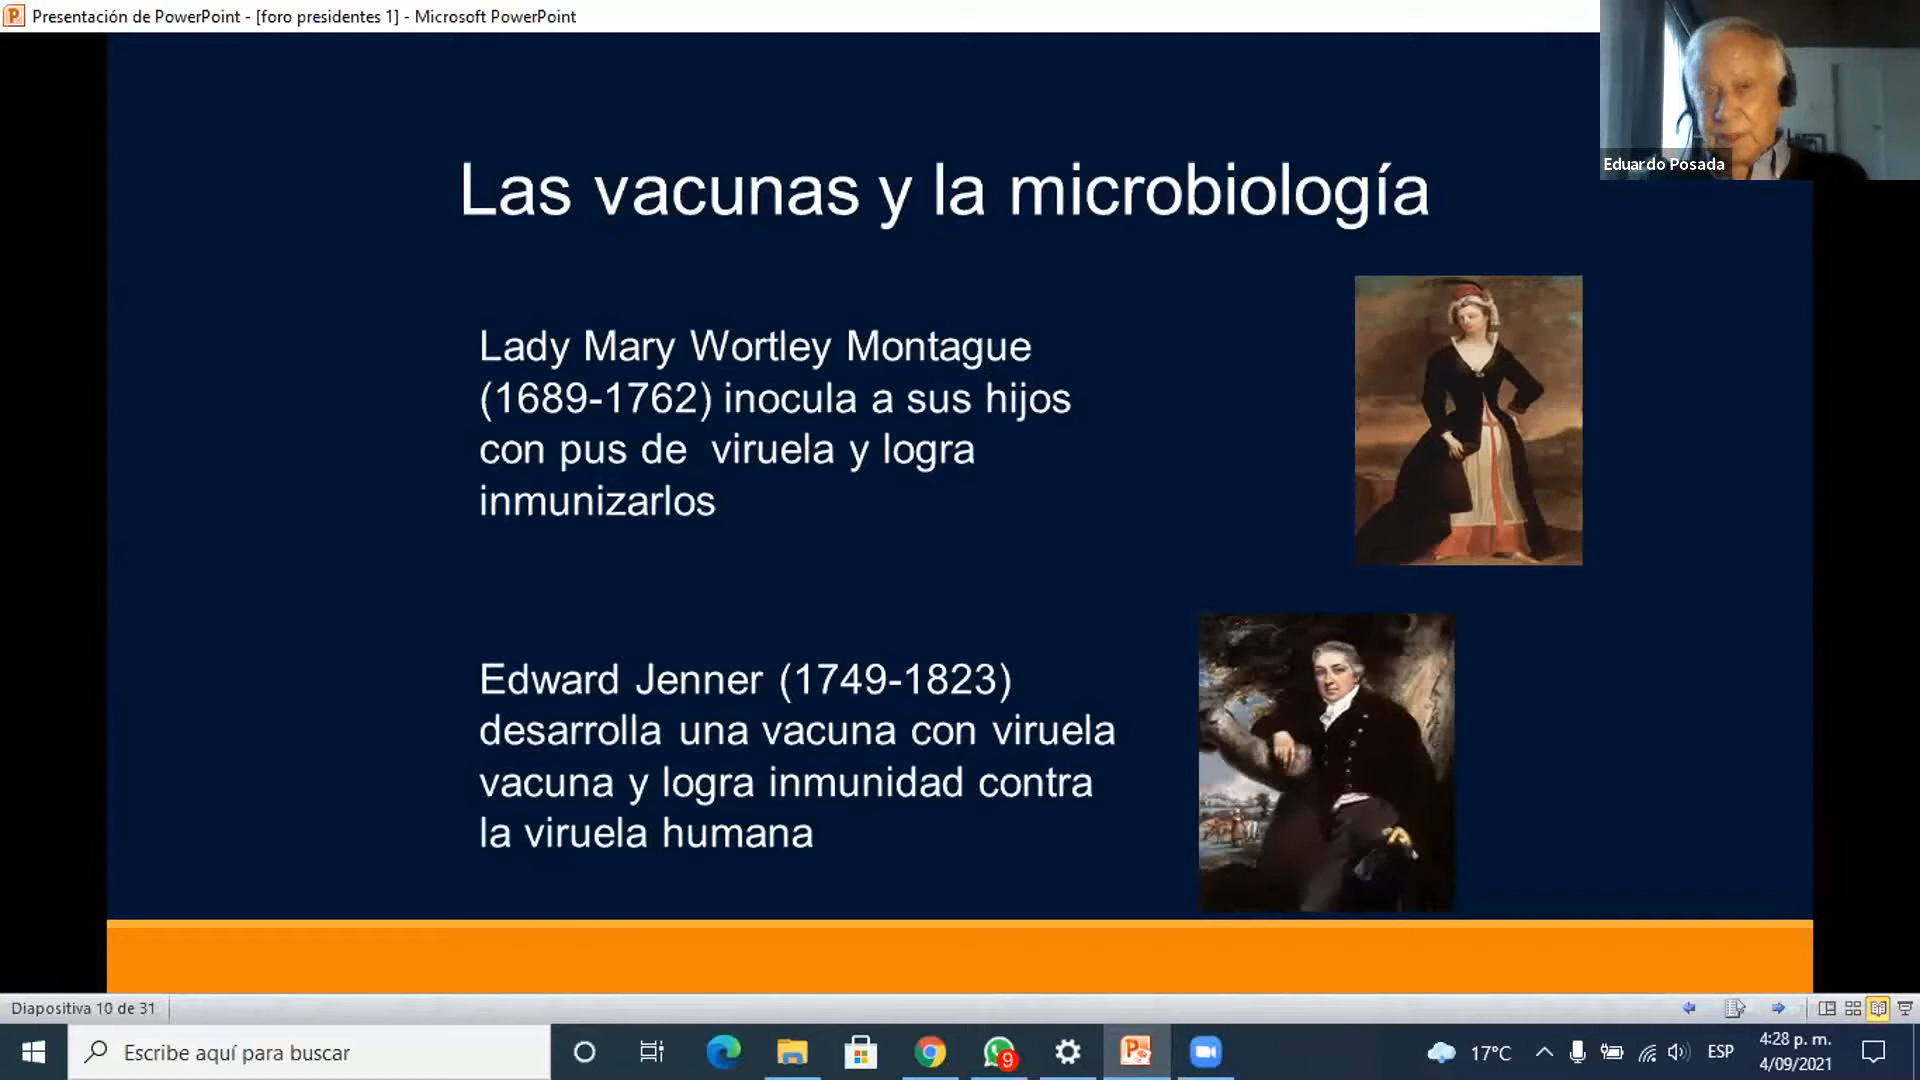 Presentación de PowerPoint - [foro presidentes 1] - Microsoft PowerPoint
Eduardo Posada
Las vacunas y la microbiología
Lady Mary Wortley Montague
(1689-1762) inocula a sus hijos
con pus de  viruela y logra
inmunizarlos
Edward Jenner (1749-1823)
desarrolla una vacuna con viruela
vacuna y logra inmunidad contra
la viruela humana
Diapositiva 10 de 31
Escribe aquí para buscar
9
17°C
ESP
4:28 p. m.
4/09/2021